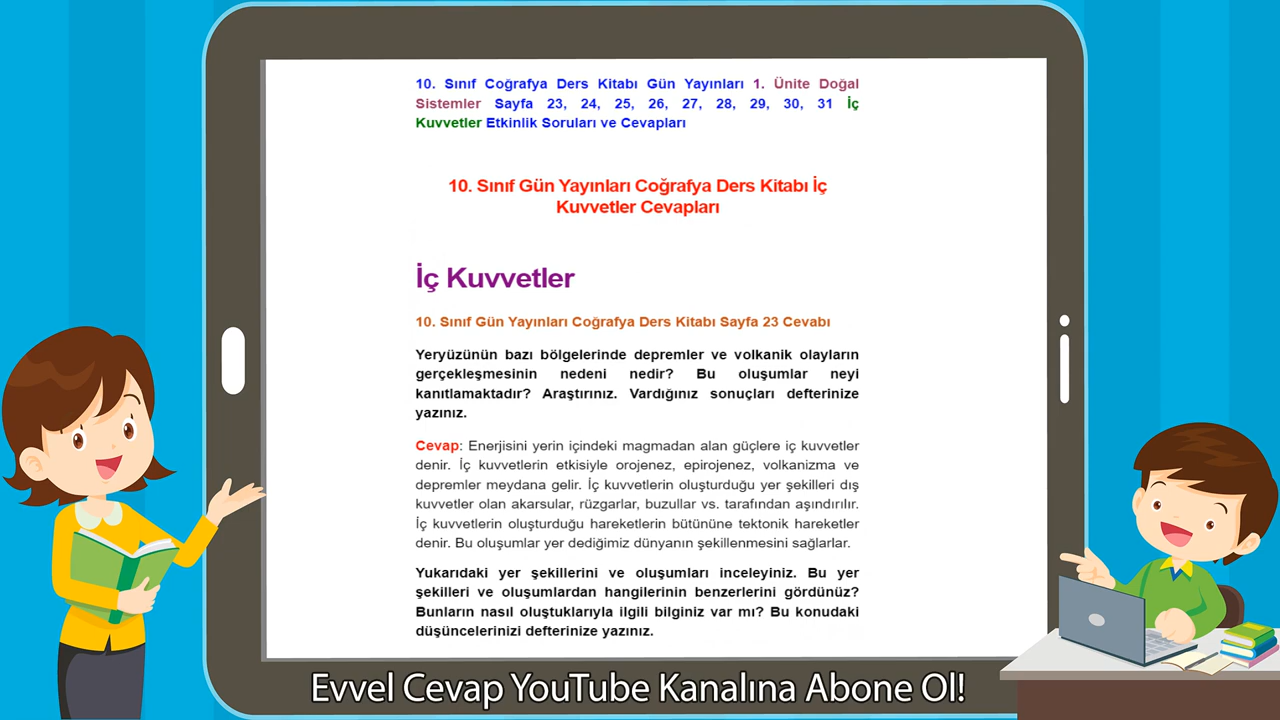 10. Sınıf Coğrafya Ders Kitabı Gün Yayınları 1. Ünite Doğal
Sistemler Sayfa 23, 24, 25, 26, 27, 28, 29, 30, 31 İç
Kuvvetler Etkinlik Soruları ve Cevapları
10. Sınıf Gün Yayınları Coğrafya Ders Kitabı İç
Kuvvetler Cevapları
İç Kuvvetler
10. Sınıf Gün Yayınları Coğrafya Ders Kitabı Sayfa 23 Cevabı
Yeryüzünün bazı bölgelerinde depremler ve volkanik olayların
gerçekleşmesinin nedeni nedir? Bu oluşumlar neyi
kanıtlamaktadır? Araştırınız. Vardığınız sonuçları defterinize
yazınız.
Cevap: Enerjisini yerin içindeki magmadan alan güçlere iç kuvvetler
denir. İç kuvvetlerin etkisiyle orojenez, epirojenez, volkanizma ve
depremler meydana gelir. İç kuvvetlerin oluşturduğu yer şekilleri dış
kuvvetler olan akarsular, rüzgarlar, buzullar vs. tarafından aşındırılır.
İç kuvvetlerin oluşturduğu hareketlerin bütününe tektonik hareketler
denir. Bu oluşumlar yer dediğimiz dünyanın şekillenmesini sağlarlar.
Yukarıdaki yer şekillerini ve oluşumları inceleyiniz. Bu yer
şekilleri ve oluşumlardan hangilerinin benzerlerini gördünüz?
Bunların nasıl oluştuklarıyla ilgili bilginiz var mı? Bu konudaki
düşüncelerinizi defterinize yazınız.
Evvel Cevap YouTube Kanalına Abone Ol!